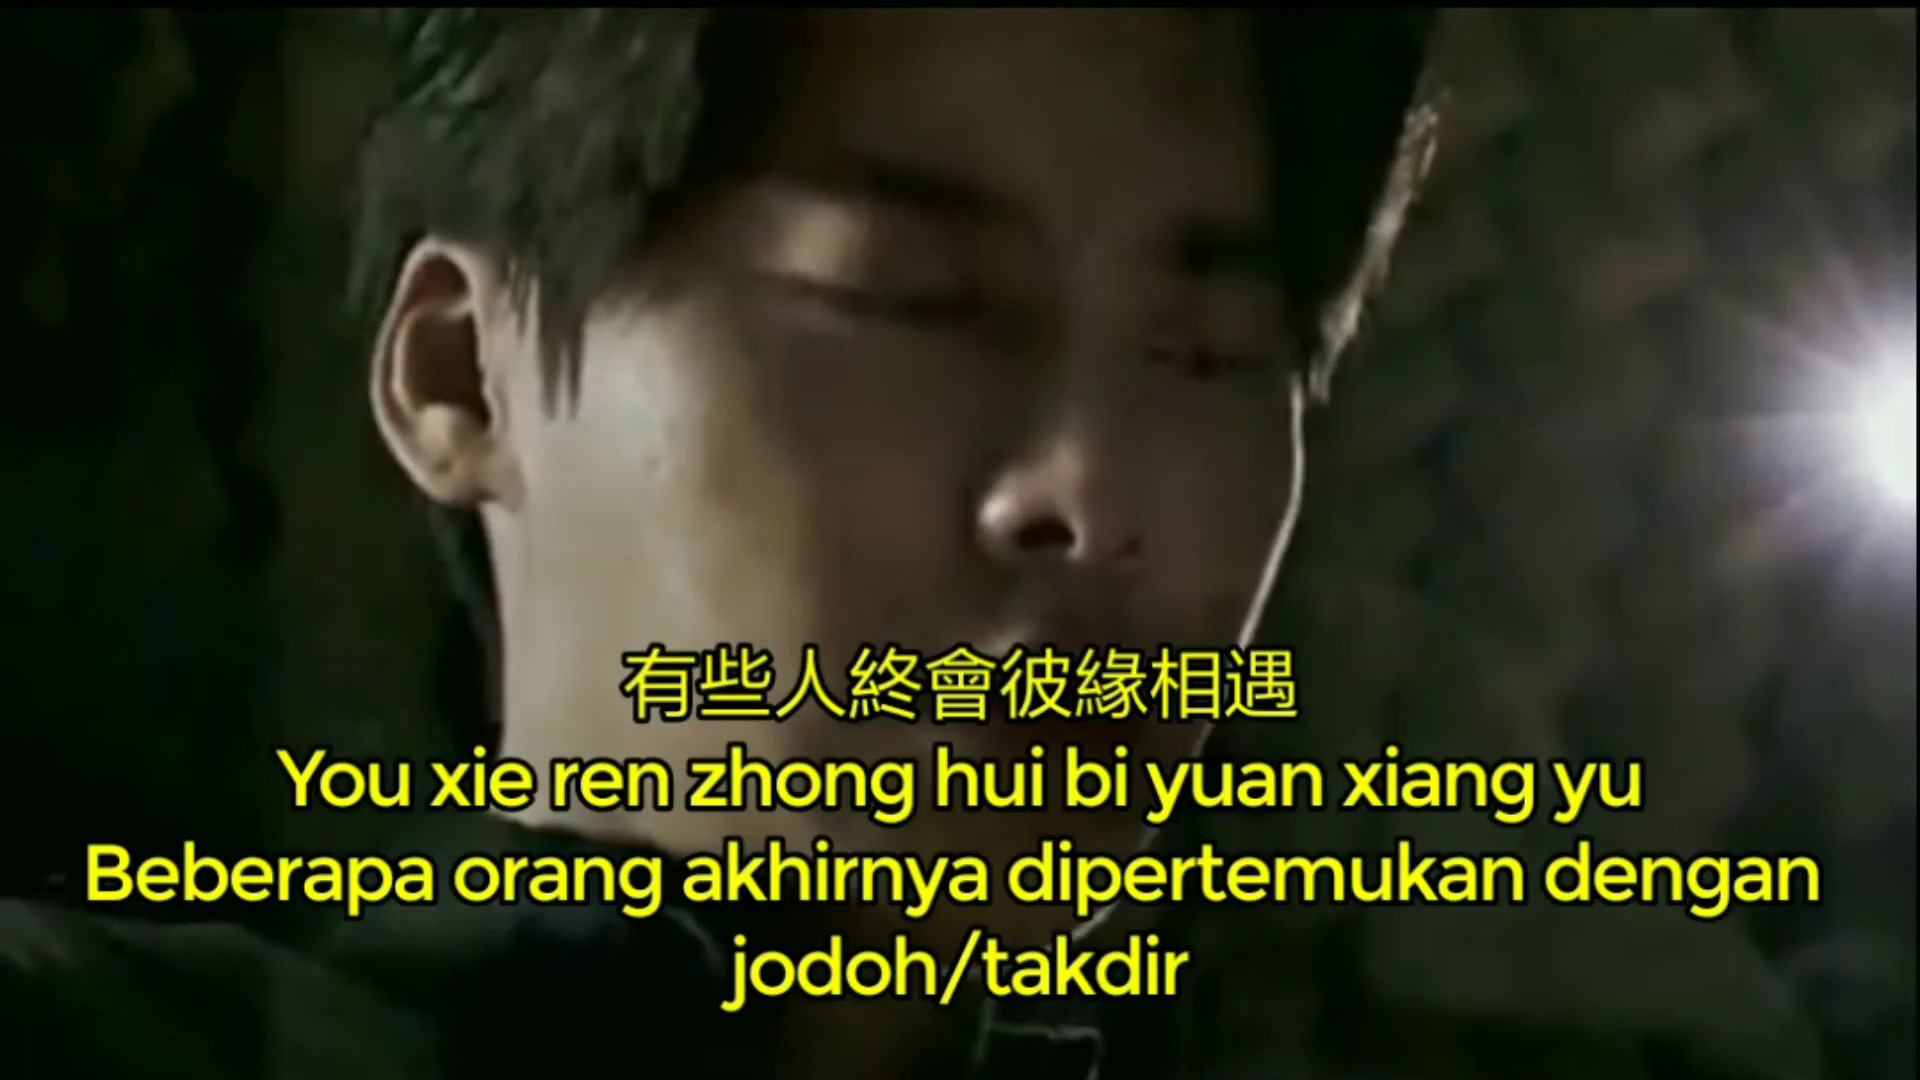 有些人終會彼緣相遇
You xie ren zhong hui bi yuan xiang yu
Beberapa orang akhirnya dipertemukan dengan
jodoh/takdir